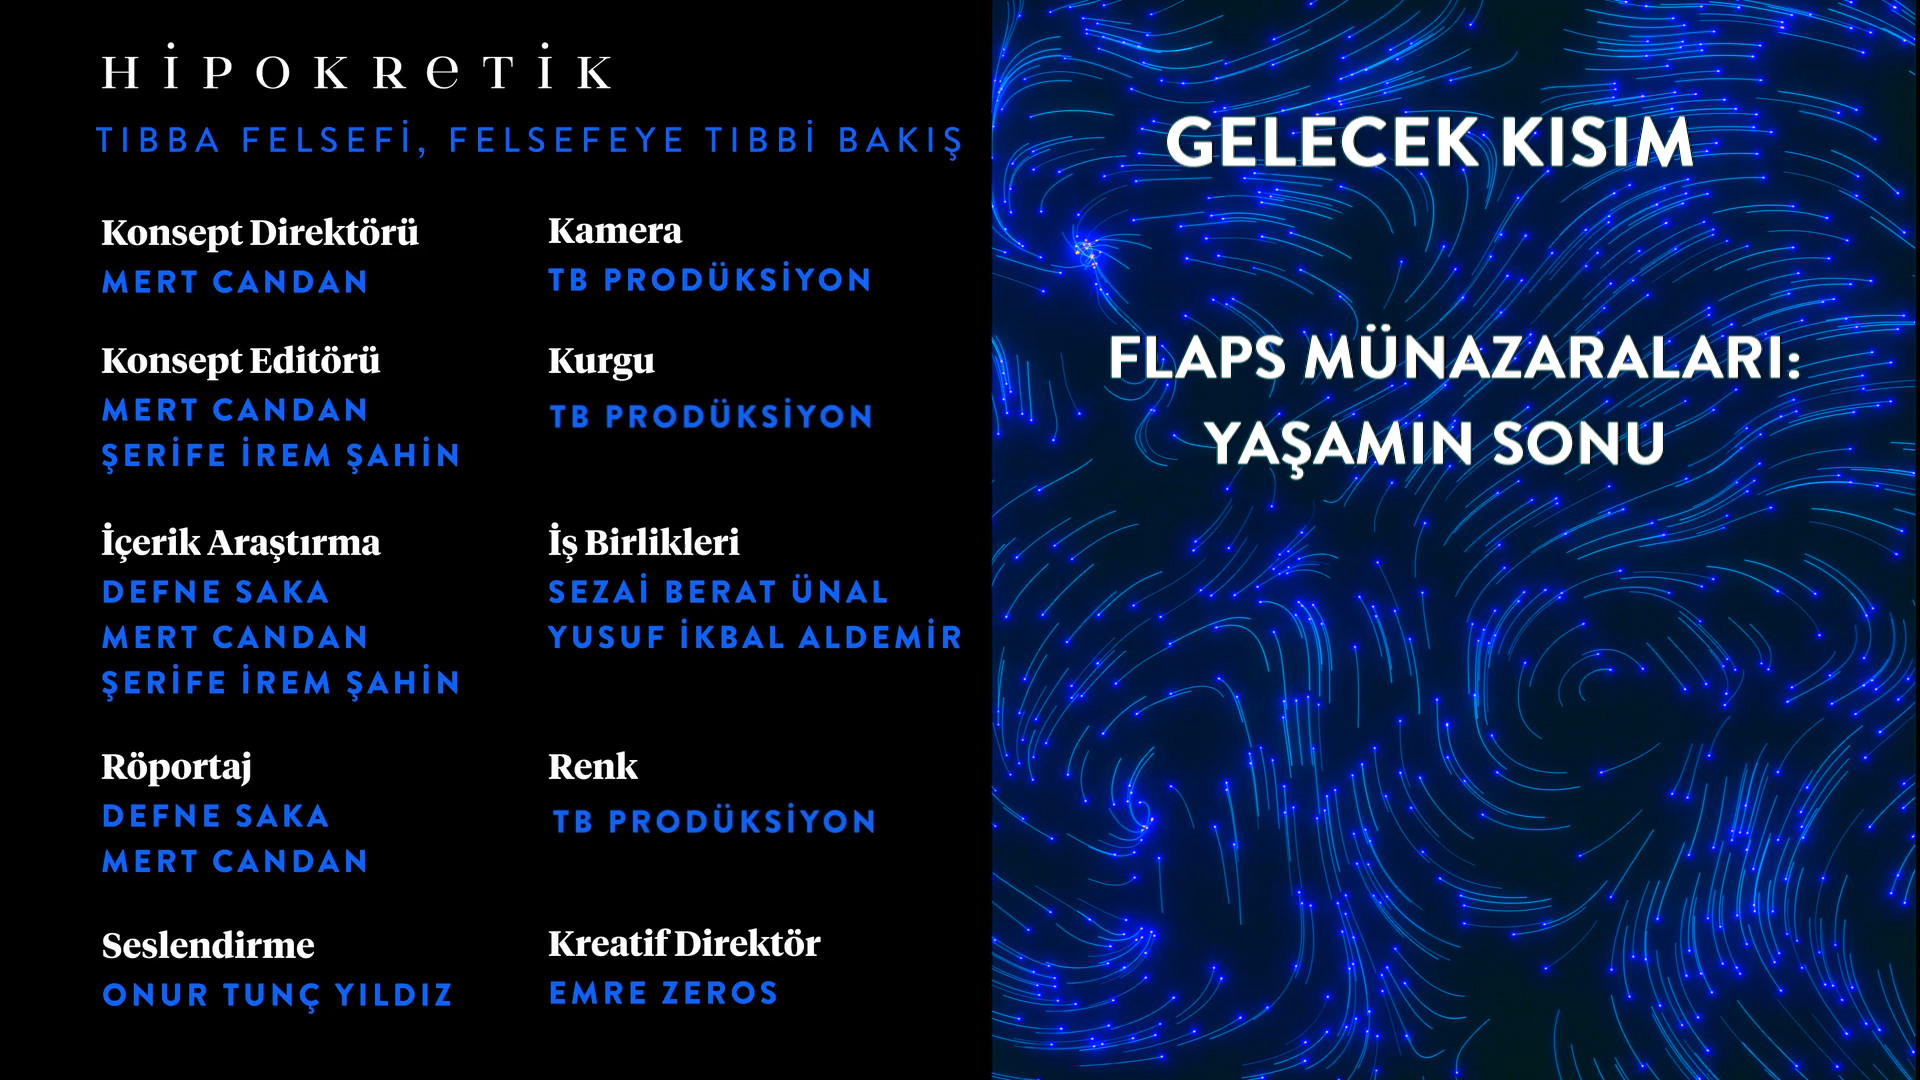 HİPOKRETİK
TIBBA FELSEFİ, FELSEFEYE TIBBİ BAKIŞ
Konsept Direktörü
MERT CANDAN
Konsept Editörü
MERT CANDAN
ŞERİFE İREM ŞAHİN
İçerik Araştırma
DEFNE SAKA
MERT CANDAN
ŞERİFE İREM ŞAHİN
Röportaj
DEFNE SAKA
MERT CANDAN
Seslendirme
ONUR TUNÇ YILDIZ
Kamera
TB PRODÜKSİYON
Kurgu
TB PRODÜKSİYON
İş Birlikleri
SEZAİ BERAT ÜNAL
YUSUF İKBAL ALDEMİR
Renk
TB PRODÜKSİYON
Kreatif Direktör
EMRE ZEROS
GELECEK KISIM
FLAPS MÜNAZARALARI:
YAŞAMIN SONU